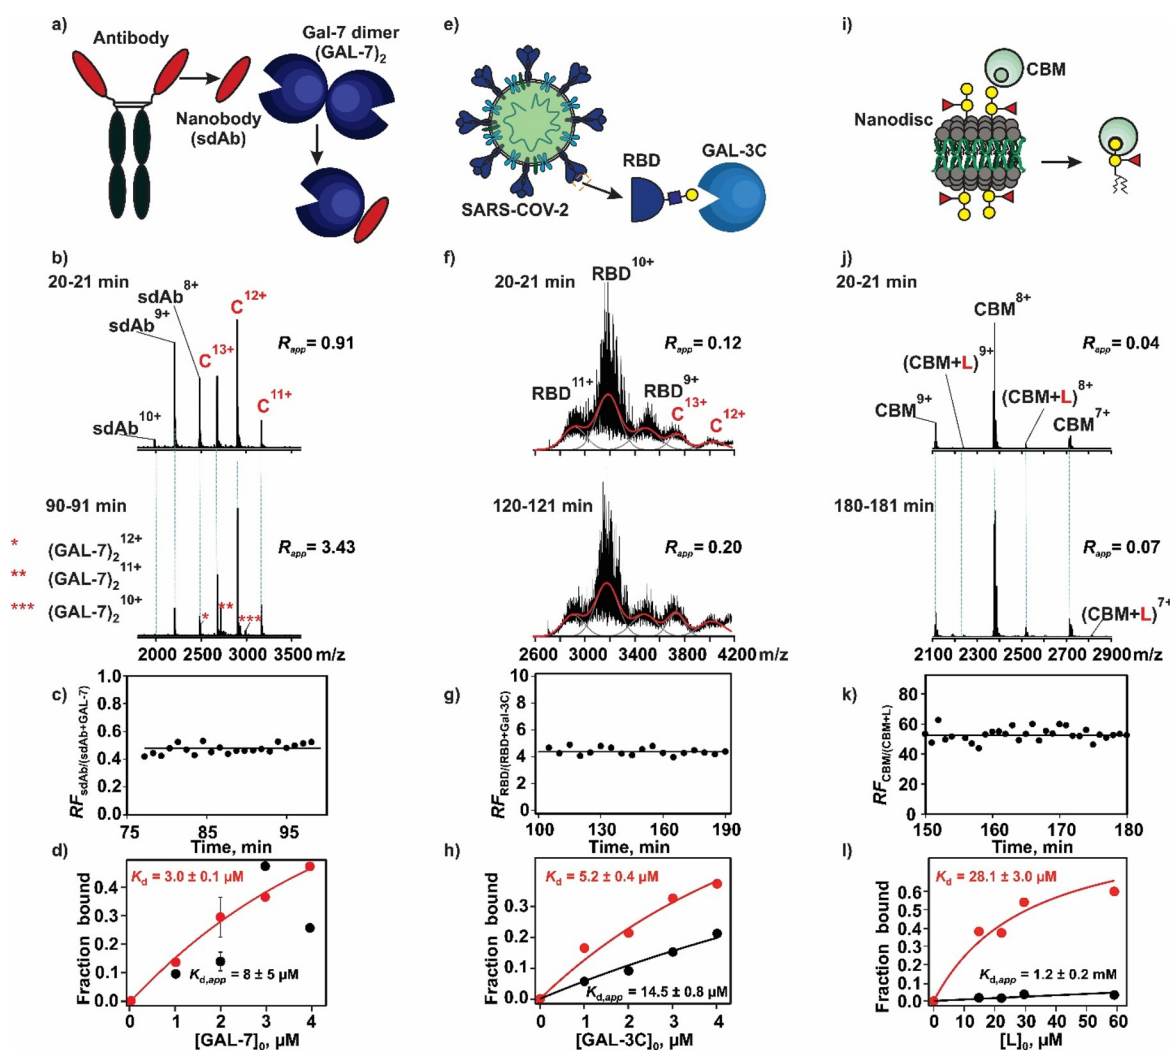 a)
Antibody
Gal-7 dimer
(GAL-7)2
Nanobody
(sdAb)
b)
20-21 min
sdAb8+
sdAb9+
C12+
C13+
Rapp= 0.91
C11+
sdAb10+
90-91 min
Rapp= 3.43
* (GAL-7)2 12+
** (GAL-7)2 11+
*** (GAL-7)2 10+
*
**
***
2000 2500 3000 3500 m/z
c)
1.0
0.8
0.6
0.4
0.2
0.0
RFsdAb/(sdAb+GAL-7)
75 85 95
Time, min
d)
Kd = 3.0 ± 0.1 µM
0.4
0.3
0.2
0.1
0.0
Fraction bound
Kd,app = 8 ± 5 µM
0 1 2 3 4
[GAL-7]0, µM
e)
SARS-COV-2
RBD
GAL-3C
f)
20-21 min
RBD10+
Rapp= 0.12
RBD11+
RBD9+
C13+
C12+
120-121 min
Rapp= 0.20
2600 3000 3400 3800 4200 m/z
g)
10
8
6
4
2
0
RFRBD/(RBD+Gal-3C)
100 130 160 190
Time, min
h)
Kd = 5.2 ± 0.4 µM
0.3
0.2
0.1
0.0
Fraction bound
Kd,app = 14.5 ± 0.8 µM
0 1 2 3 4
[GAL-3C]0, µM
i)
CBM
Nanodisc
j)
20-21 min
CBM8+
Rapp= 0.04
(CBM+L)9+
(CBM+L)8+
CBM9+
CBM7+
180-181 min
Rapp= 0.07
(CBM+L)7+
2100 2300 2500 2700 2900 m/z
k)
80
60
40
20
0
RFCBM/(CBM+L)
150 160 170 180
Time, min
l)
Kd = 28.1 ± 3.0 µM
0.6
0.5
0.4
0.3
0.2
0.1
0.0
Fraction bound
Kd,app = 1.2 ± 0.2 mM
0 10 20 30 40 50 60
[L]0, µM